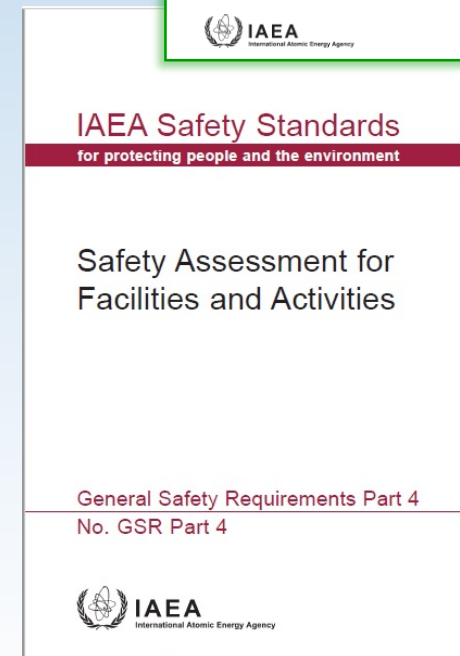 IAEA
International Atomic Energy Agency
IAEA Safety Standards
for protecting people and the environment
Safety Assessment for
Facilities and Activities
General Safety Requirements Part 4
No. GSR Part 4
IAEA
International Atomic Energy Agency